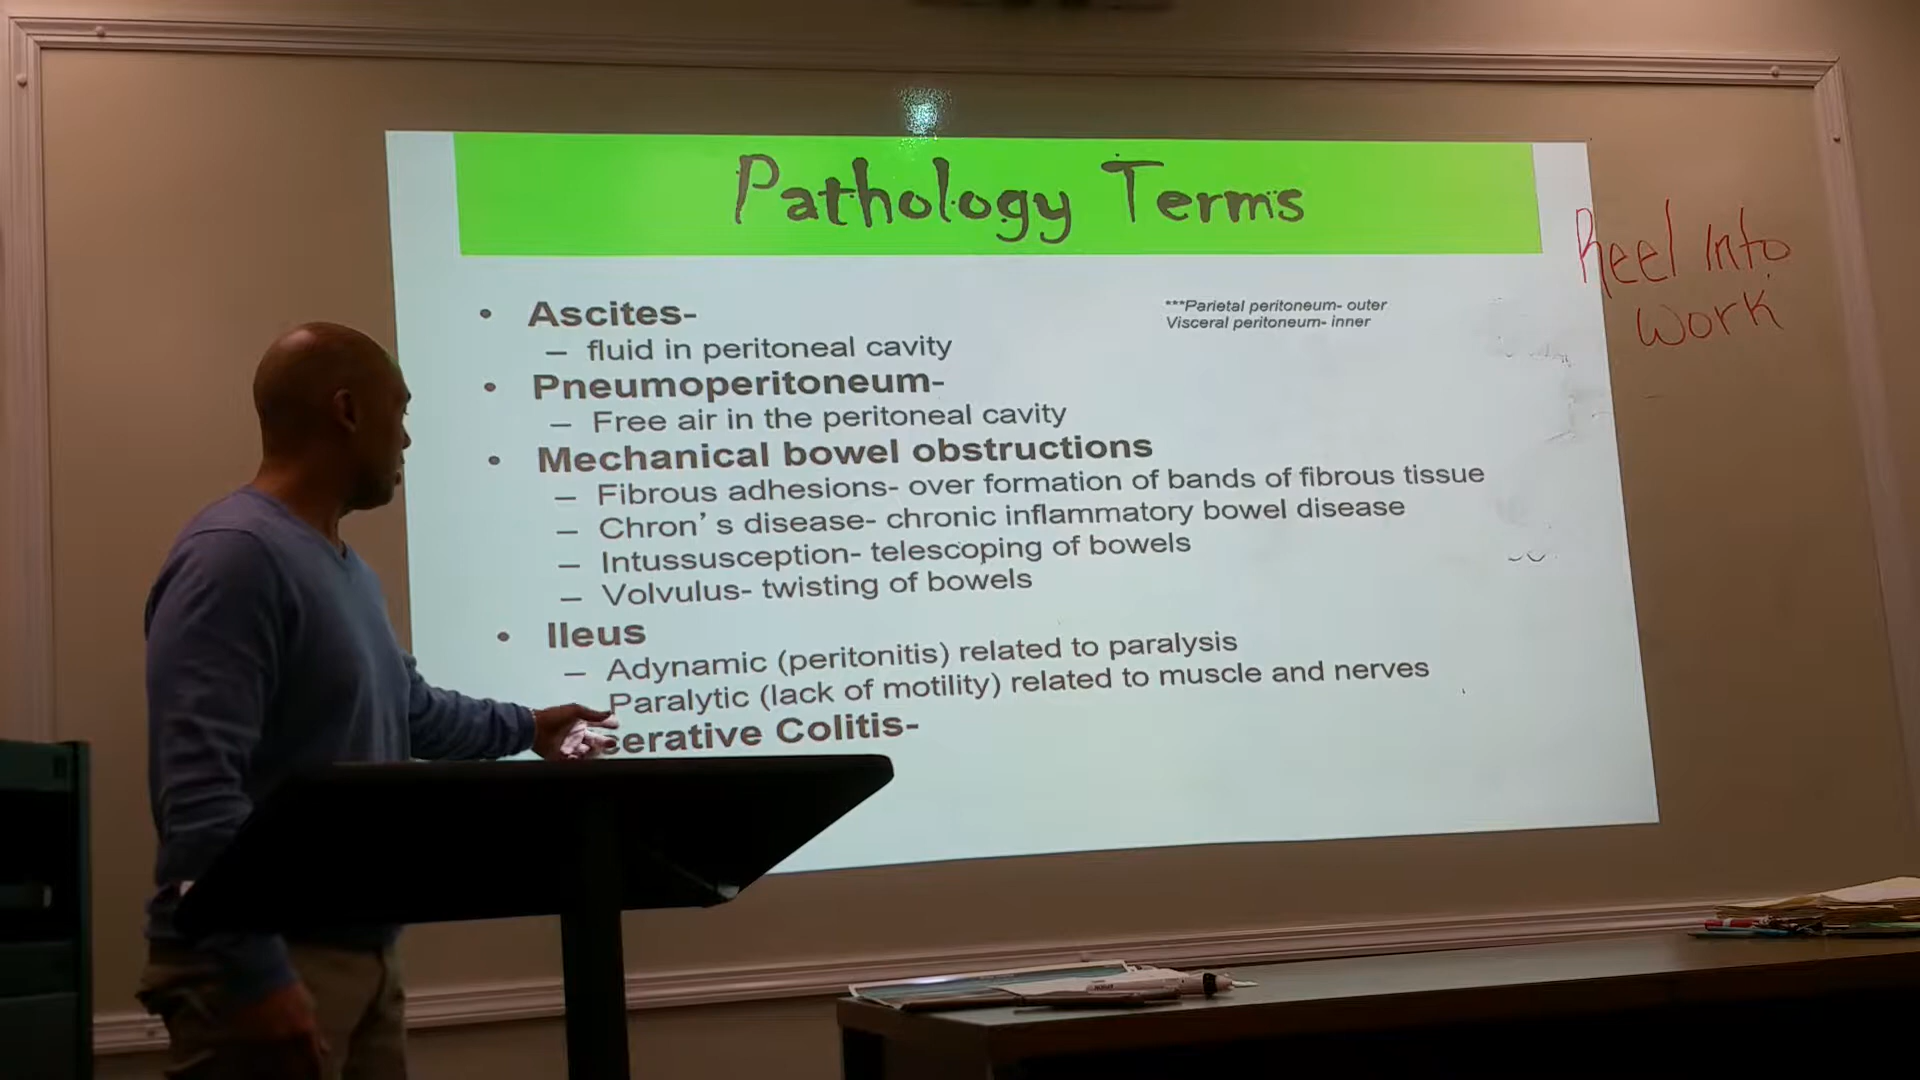 Pathology Terms
• Ascites-
– fluid in peritoneal cavity
***Parietal peritoneum- outer
Visceral peritoneum- inner
• Pneumoperitoneum-
– Free air in the peritoneal cavity
• Mechanical bowel obstructions
– Fibrous adhesions- over formation of bands of fibrous tissue
– Chron's disease- chronic inflammatory bowel disease
– Intussusception- telescoping of bowels
– Volvulus- twisting of bowels
• Ileus
– Adynamic (peritonitis) related to paralysis
Paralytic (lack of motility) related to muscle and nerves
cerative Colitis-
Reel into
work